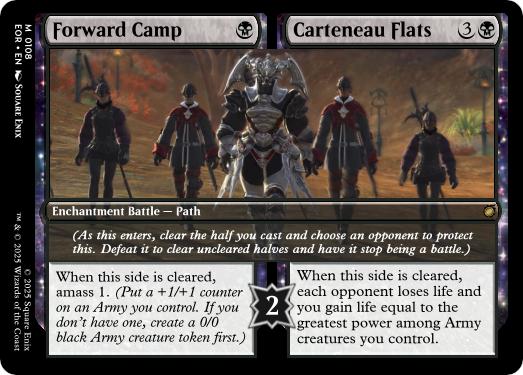 Forward Camp
Carteneau Flats 3
Enchantment Battle — Path
(As this enters, clear the half you cast and choose an opponent to protect
this. Defeat it to clear uncleared halves and have it stop being a battle.)
When this side is cleared,
amass 1. (Put a +1/+1 counter
on an Army you control. If you
don't have one, create a 0/0
black Army creature token first.)
2
When this side is cleared,
each opponent loses life and
you gain life equal to the
greatest power among Army
creatures you control.
M 0108
EOR • EN SQUARE ENIX
™ & © 2025 Wizards of the Coast
© 2025 Square Enix